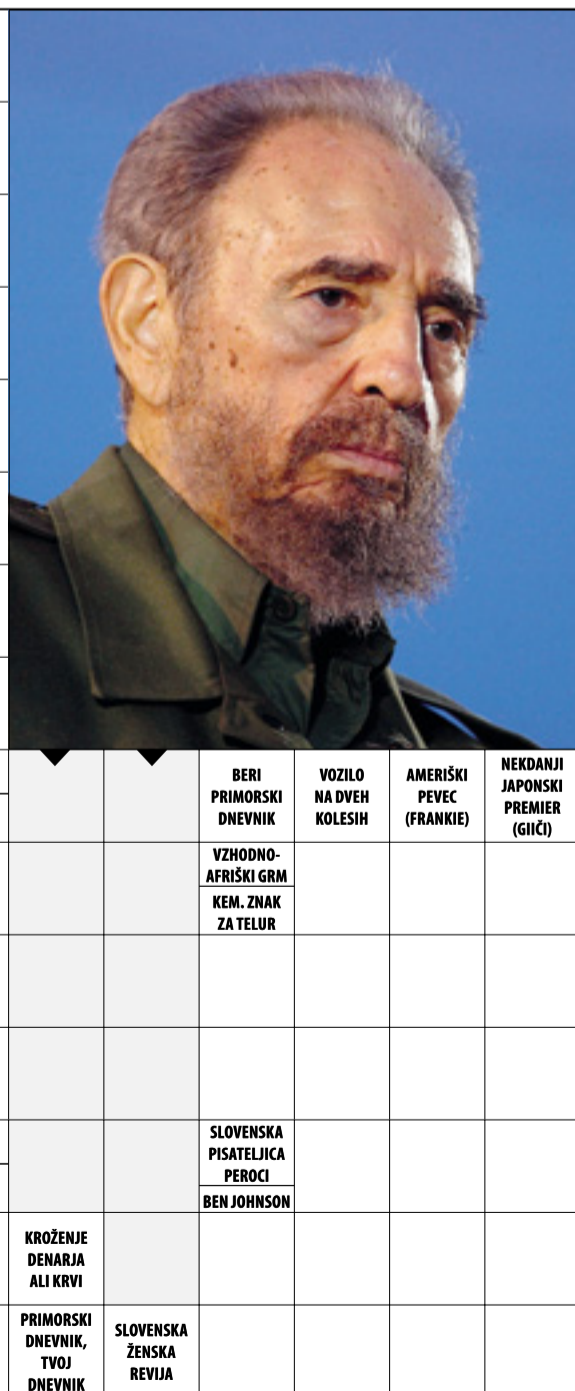 BERI
PRIMORSKI
DNEVNIK
VOZILO
NA DVEH
KOLESIH
AMERIŠKI
PEVEC
(FRANKIE)
NEKDANJI
JAPONSKI
PREMIER
(GIIČI)
VZHODNO-
AFRIŠKI GRM
KEM. ZNAK
ZA TELUR
SLOVENSKA
PISATELJICA
PEROCI
BEN JOHNSON
KROŽENJE
DENARJA
ALI KRVI
PRIMORSKI
DNEVNIK,
TVOJ
DNEVNIK
SLOVENSKA
ŽENSKA
REVIJA